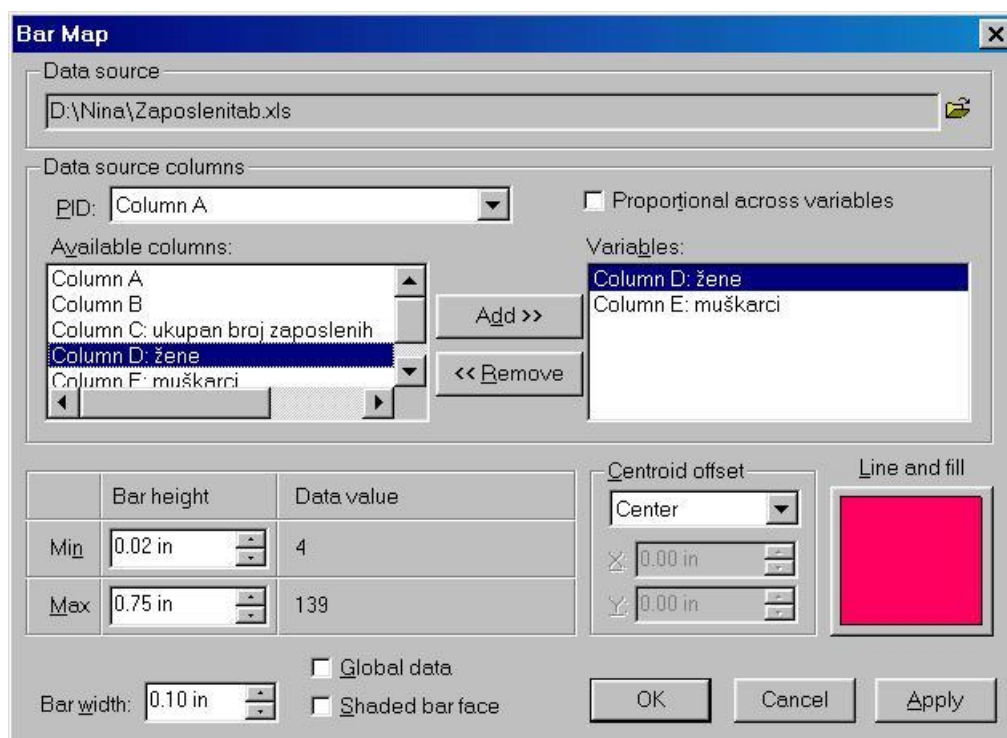 Bar Map
Data source
D:\Nina\Zaposlenitab.xls
Data source columns
PID: Column A
Proportional across variables
Available columns:
Column A
Column B
Column C: ukupan broj zaposlenih
Column D: žene
Column E: muškarci
Add >>
<< Remove
Variables:
Column D: žene
Column E: muškarci
Bar height Data value
Min 0.02 in 4
Max 0.75 in 139
Centroid offset
Center
X: 0.00 in
Y: 0.00 in
Line and fill
Bar width: 0.10 in
Global data
Shaded bar face
OK Cancel Apply